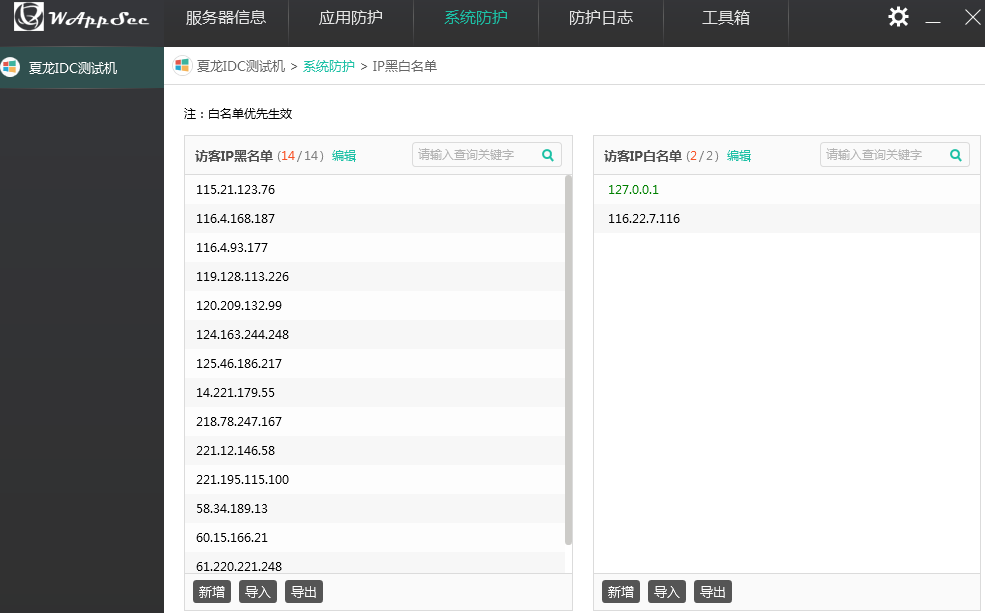 WAppSec 服务器信息 应用防护 系统防护 防护日志 工具箱
夏龙IDC测试机
夏龙IDC测试机 > 系统防护 > IP黑白名单
注：白名单优先生效
访客IP黑名单 (14/14) 编辑 请输入查询关键字
115.21.123.76
116.4.168.187
116.4.93.177
119.128.113.226
120.209.132.99
124.163.244.248
125.46.186.217
14.221.179.55
218.78.247.167
221.12.146.58
221.195.115.100
58.34.189.13
60.15.166.21
61.220.221.248
新增 导入 导出
访客IP白名单 (2/2) 编辑 请输入查询关键字
127.0.0.1
116.22.7.116
新增 导入 导出